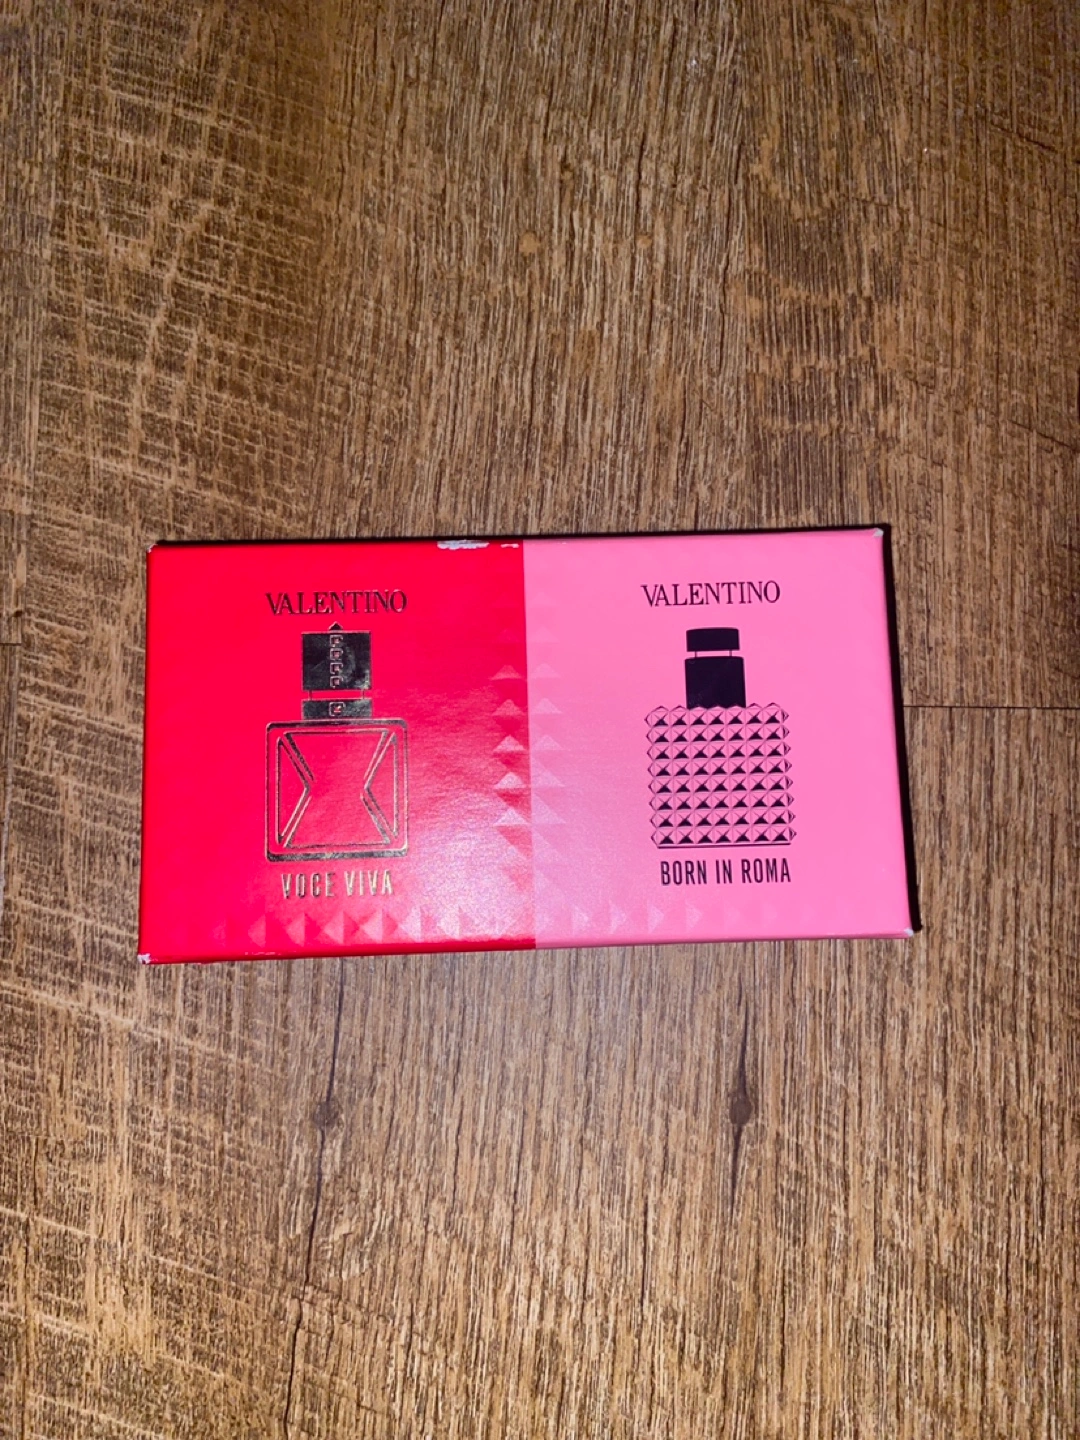 VALENTINO
VOCE VIVA
VALENTINO
BORN IN ROMA